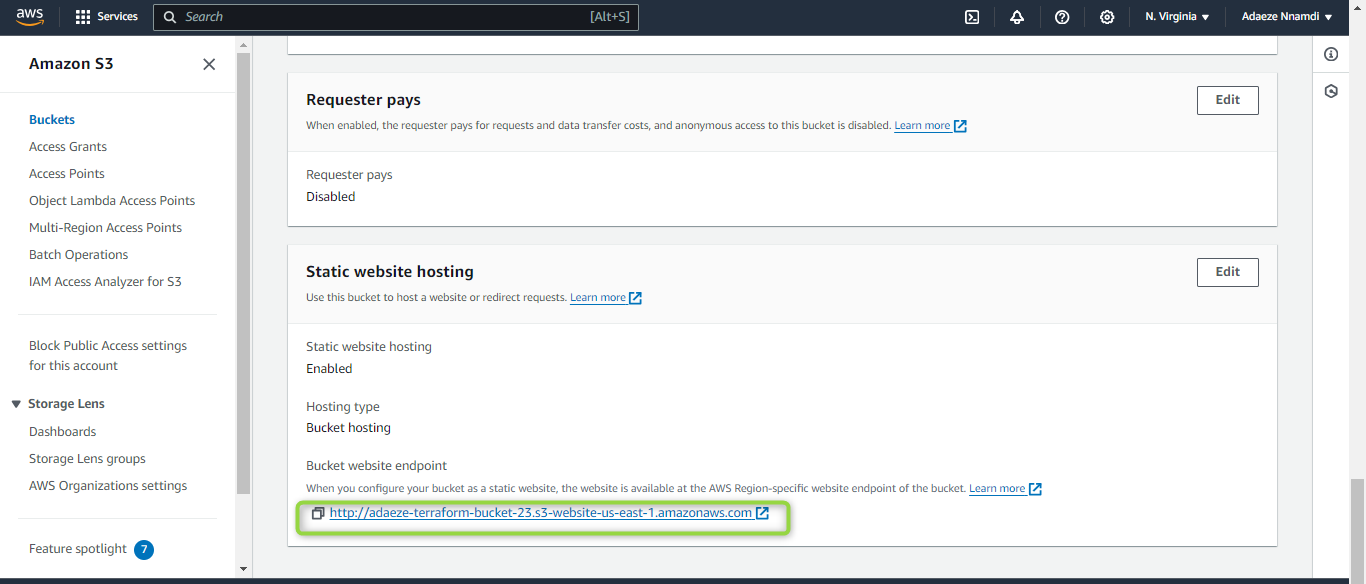 aws
Services
Search
[Alt+S]
N. Virginia
Adaeze Nnamdi
Amazon S3
Buckets
Access Grants
Access Points
Object Lambda Access Points
Multi-Region Access Points
Batch Operations
IAM Access Analyzer for S3
Block Public Access settings
for this account
Storage Lens
Dashboards
Storage Lens groups
AWS Organizations settings
Feature spotlight 7
Requester pays
Edit
When enabled, the requester pays for requests and data transfer costs, and anonymous access to this bucket is disabled. Learn more
Requester pays
Disabled
Static website hosting
Edit
Use this bucket to host a website or redirect requests. Learn more
Static website hosting
Enabled
Hosting type
Bucket hosting
Bucket website endpoint
When you configure your bucket as a static website, the website is available at the AWS Region-specific website endpoint of the bucket. Learn more
http://adaeze-terraform-bucket-23.s3-website-us-east-1.amazonaws.com